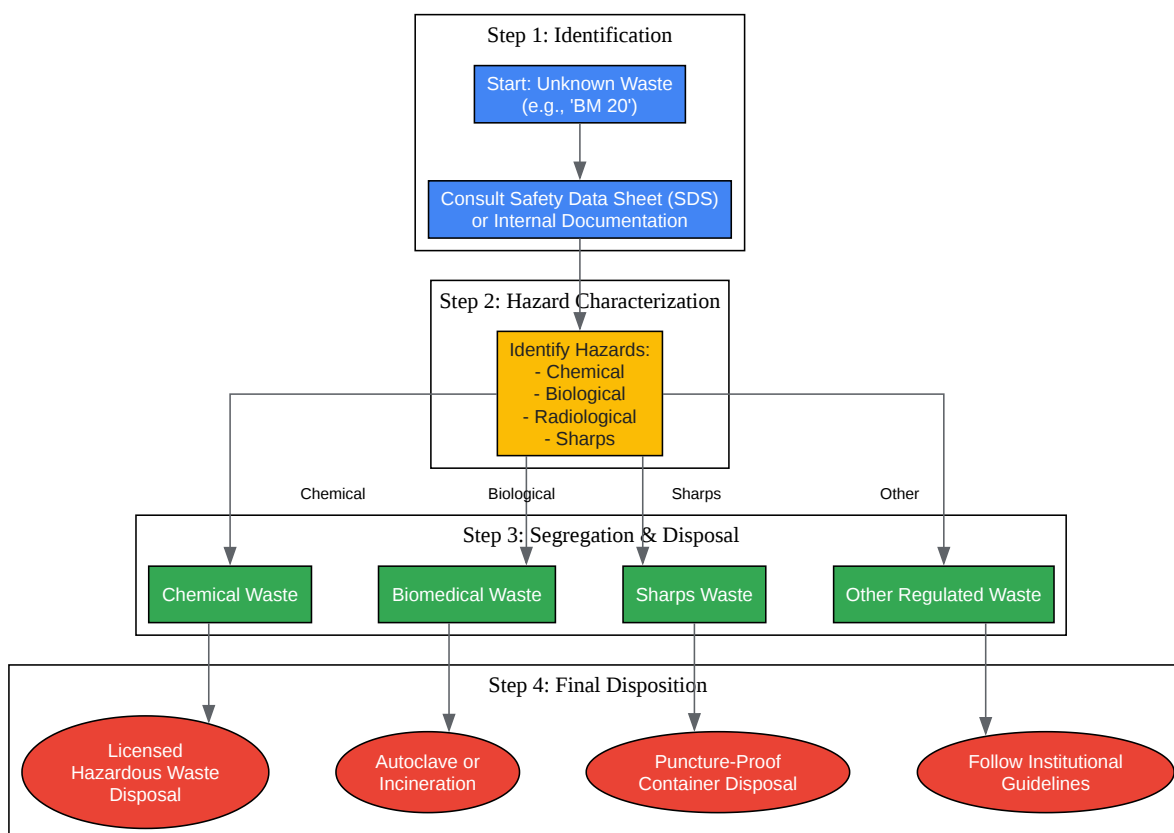 Step 1: Identification
Start: Unknown Waste
(e.g., 'BM 20')
Consult Safety Data Sheet (SDS)
or Internal Documentation
Step 2: Hazard Characterization
Identify Hazards:
- Chemical
- Biological
- Radiological
- Sharps
Chemical
Biological
Sharps
Other
Step 3: Segregation & Disposal
Chemical Waste
Biomedical Waste
Sharps Waste
Other Regulated Waste
Step 4: Final Disposition
Licensed
Hazardous Waste
Disposal
Autoclave or
Incineration
Puncture-Proof
Container Disposal
Follow Institutional
Guidelines